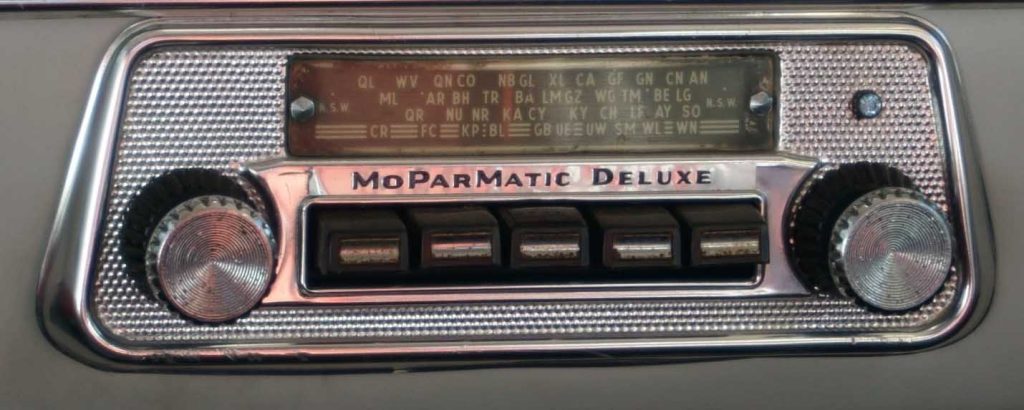 QL WV QN CO NB GL XL CA GF GN CN AN
N.S.W. ML AR BH TR BA LM GZ WG TM BE LG N.S.W.
QR NU NR KA CY KY CH LF AY SO
CR FC KP BL GB UE UW SM WL WN
MOPARMATIC DELUXE